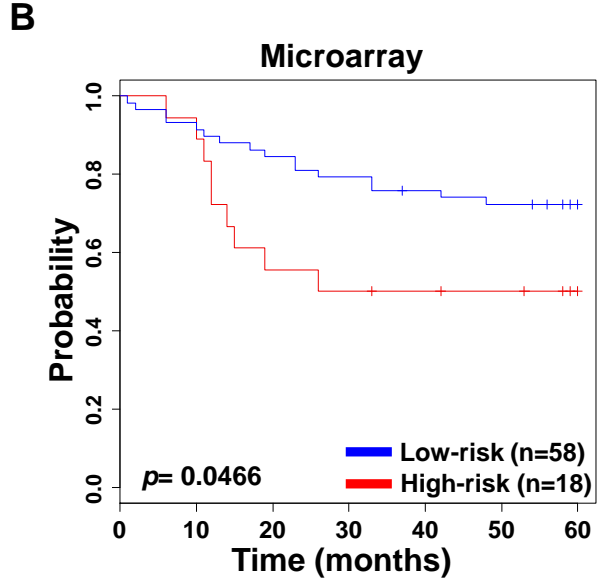 B
Microarray
Probability
1.0
0.8
0.6
0.4
0.2
0.0
p= 0.0466
Low-risk (n=58)
High-risk (n=18)
0 10 20 30 40 50 60
Time (months)